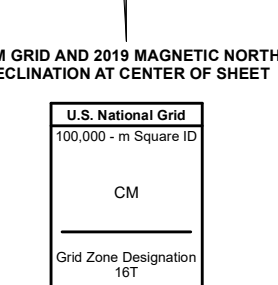 M GRID AND 2019 MAGNETIC NORTH
ECLINATION AT CENTER OF SHEET
U.S. National Grid
100,000 - m Square ID
CM
Grid Zone Designation
16T